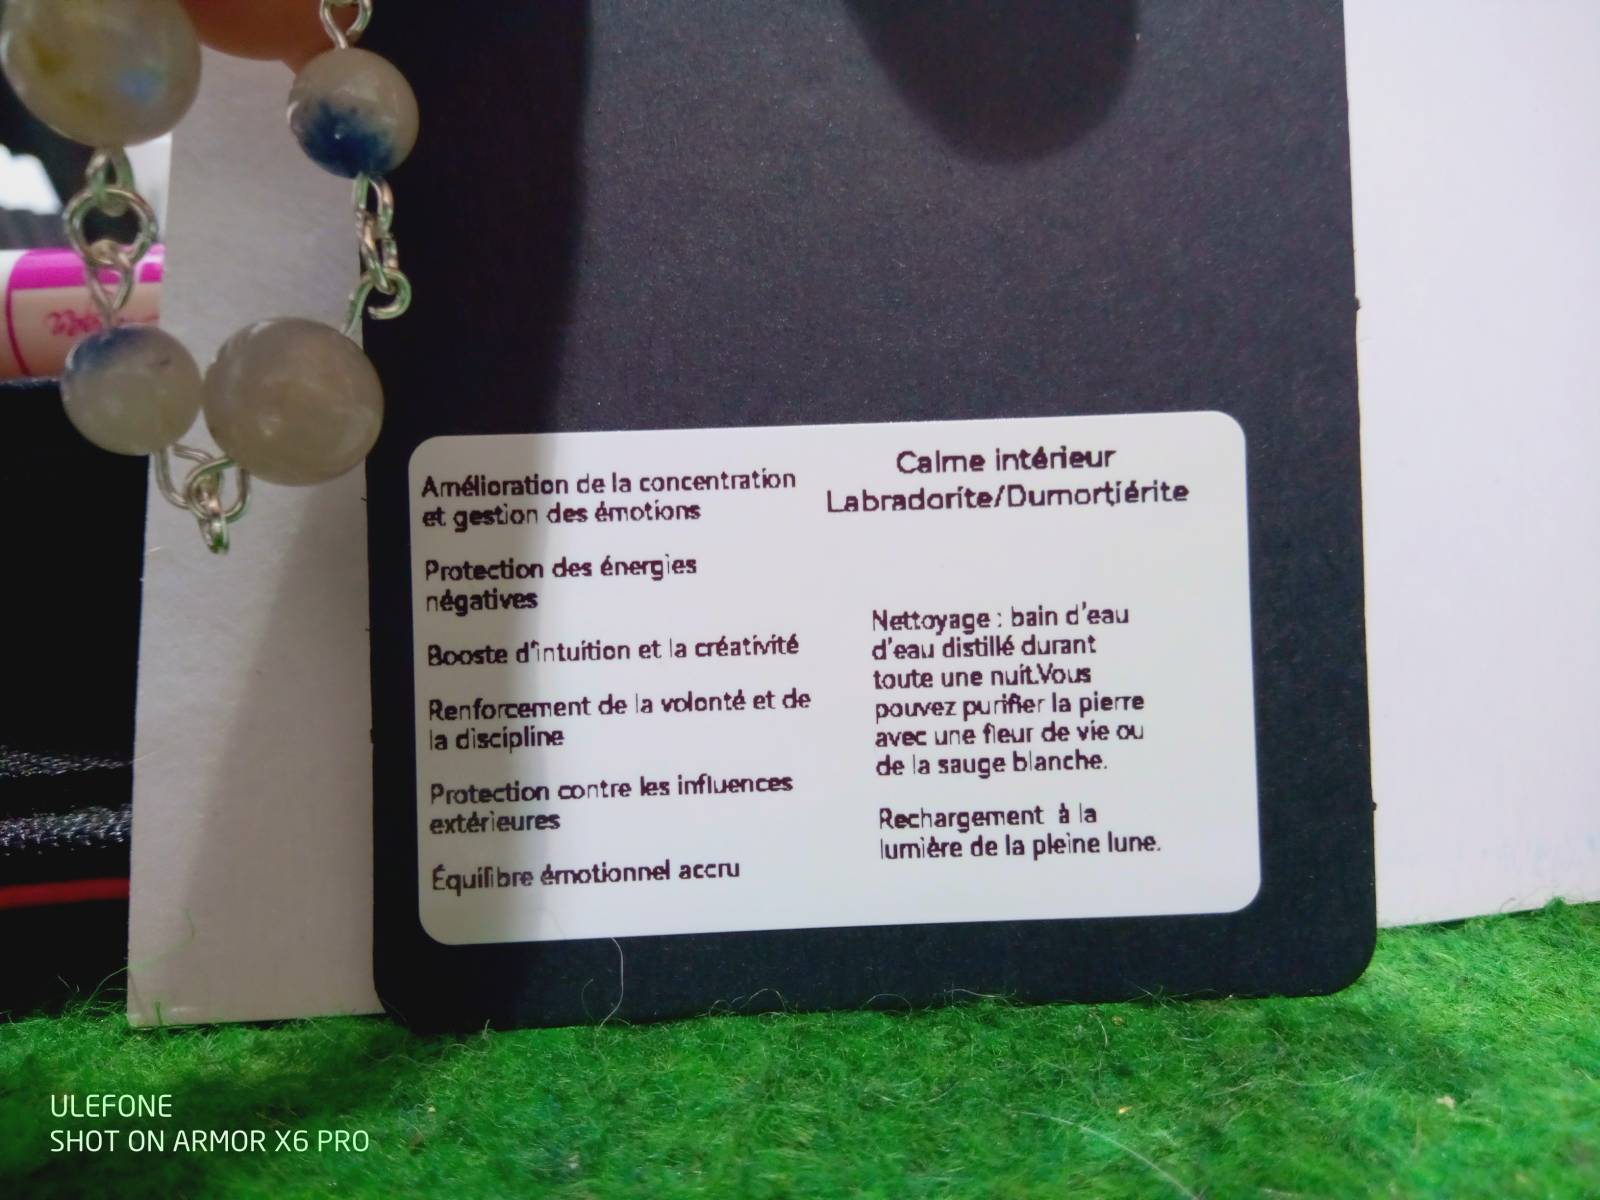 Amélioration de la concentration
et gestion des émotions
Protection des énergies
négatives
Booste d'intuition et la créativité
Renforcement de la volonté et de
la discipline
Protection contre les influences
extérieures
Équilibre émotionnel accru
Calme intérieur
Labradorite/Dumortiérite
Nettoyage : bain d'eau
d'eau distillé durant
toute une nuit.Vous
pouvez purifier la pierre
avec une fleur de vie ou
de la sauge blanche.
Rechargement à la
lumière de la pleine lune.
ULEFONE
SHOT ON ARMOR X6 PRO